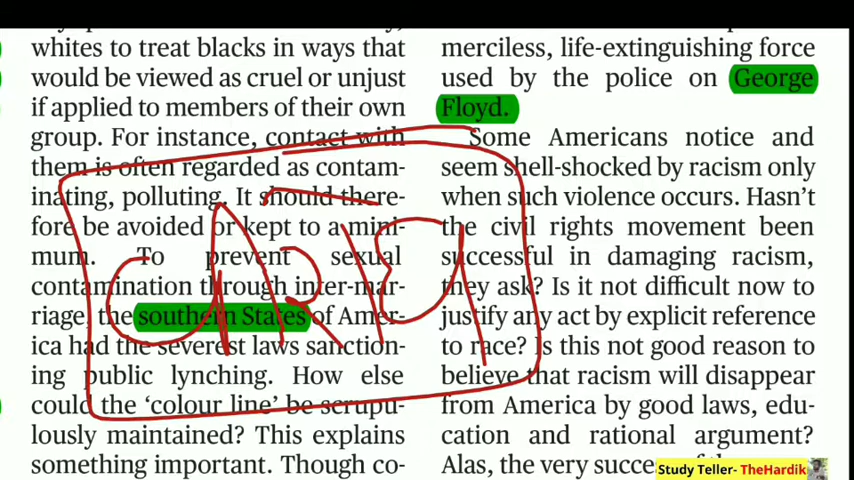 whites to treat blacks in ways that
would be viewed as cruel or unjust
if applied to members of their own
group. For instance, contact with
them is often regarded as contam-
inating, polluting. It should there-
fore be avoided or kept to a mini-
mum. To prevent sexual
contamination through inter-mar-
riage, the southern States of Amer-
ica had the severest laws sanction-
ing public lynching. How else
could the ‘colour line’ be scrupu-
lously maintained? This explains
something important. Though co-
merciless, life-extinguishing force
used by the police on George
Floyd.
Some Americans notice and
seem shell-shocked by racism only
when such violence occurs. Hasn’t
the civil rights movement been
successful in damaging racism,
they ask? Is it not difficult now to
justify any act by explicit reference
to race? Is this not good reason to
believe that racism will disappear
from America by good laws, edu-
cation and rational argument?
Alas, the very succe
Study Teller- TheHardik